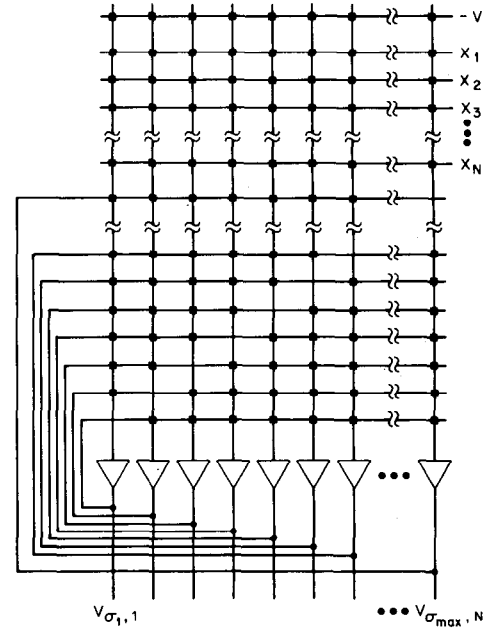 -V
X1
X2
X3
XN
Vσ1, 1
Vσmax, N